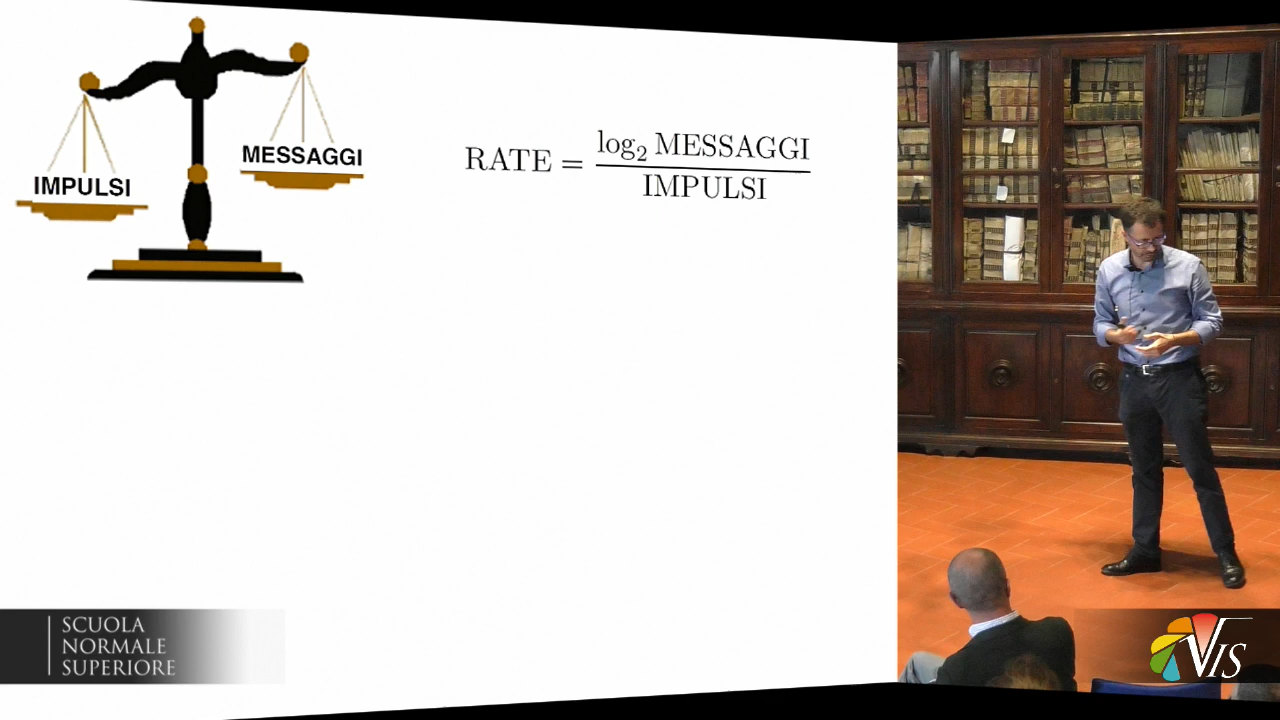 IMPULSI
MESSAGGI
RATE = log₂ MESSAGGI / IMPULSI
SCUOLA
NORMALE
SUPERIORE
VIS